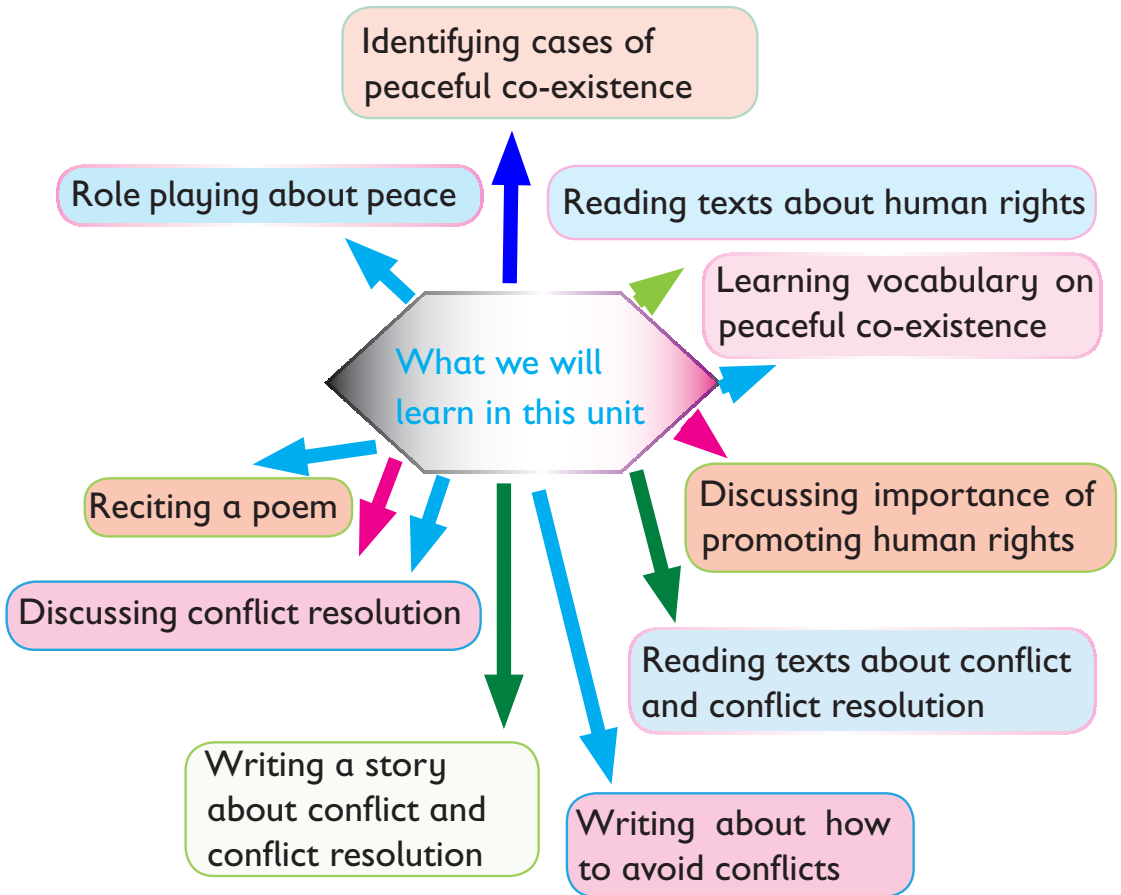 Identifying cases of
peaceful co-existence
Role playing about peace
Reading texts about human rights
Learning vocabulary on
peaceful co-existence
What we will
learn in this unit
Reciting a poem
Discussing importance of
promoting human rights
Discussing conflict resolution
Reading texts about conflict
and conflict resolution
Writing a story
about conflict and
conflict resolution
Writing about how
to avoid conflicts